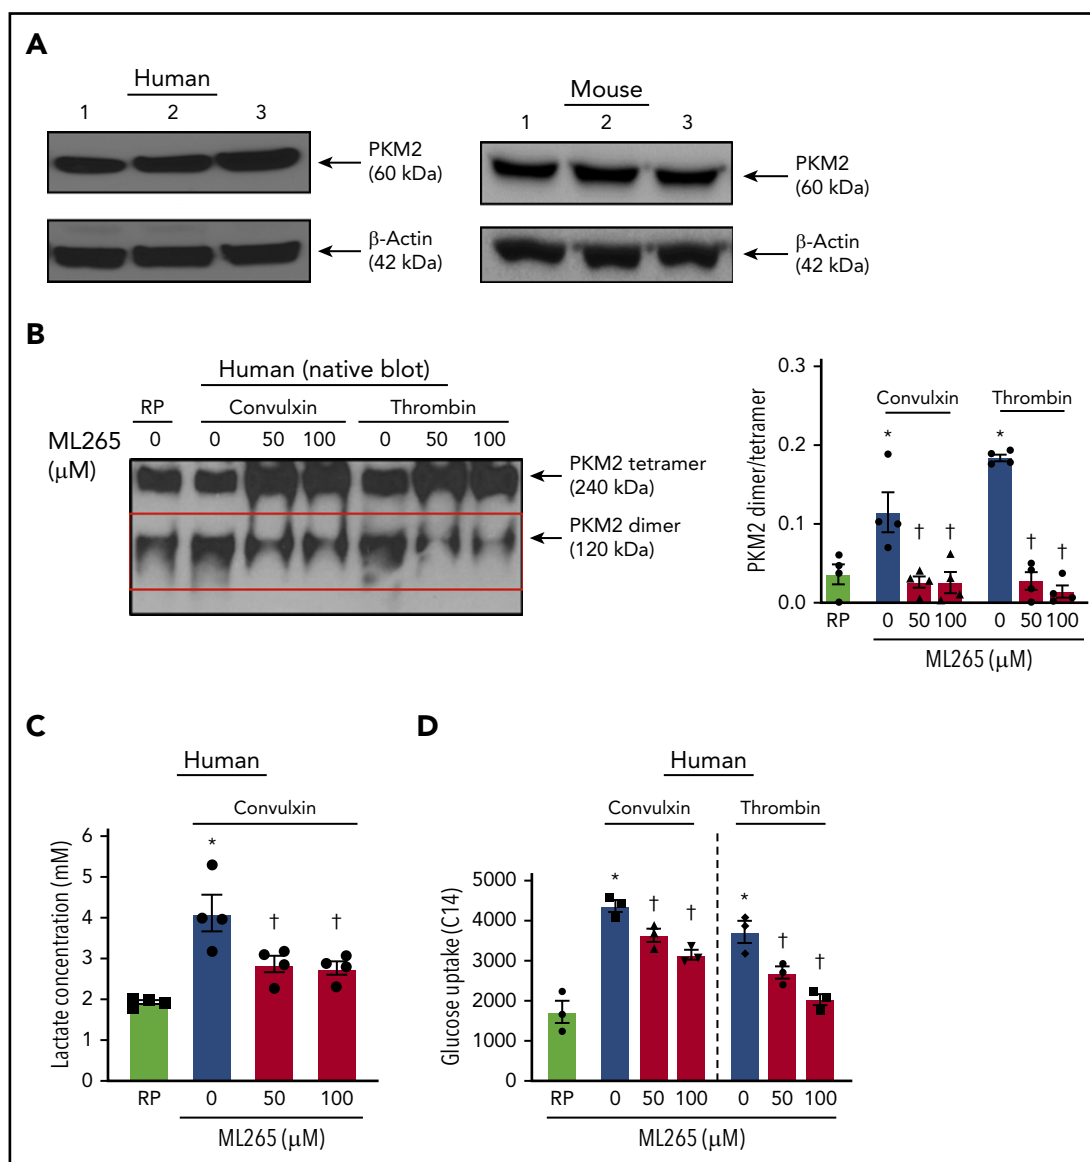 A
Human
1 2 3
PKM2
(60 kDa)
β-Actin
(42 kDa)
Mouse
1 2 3
PKM2
(60 kDa)
β-Actin
(42 kDa)
B
Human (native blot)
RP Convulxin Thrombin
ML265 0 0 50 100 0 50 100
(μM)
PKM2 tetramer
(240 kDa)
PKM2 dimer
(120 kDa)
PKM2 dimer/tetramer
0.3
0.2
0.1
0.0
Convulxin Thrombin
* † † * † †
RP 0 50 100 0 50 100
ML265 (μM)
C
Human
Convulxin
Lactate concentration (mM)
6
5
4
3
2
1
0
* † †
RP 0 50 100
ML265 (μM)
D
Human
Convulxin Thrombin
Glucose uptake (C14)
5000
4000
3000
2000
1000
0
* † † * † †
RP 0 50 100 0 50 100
ML265 (μM)